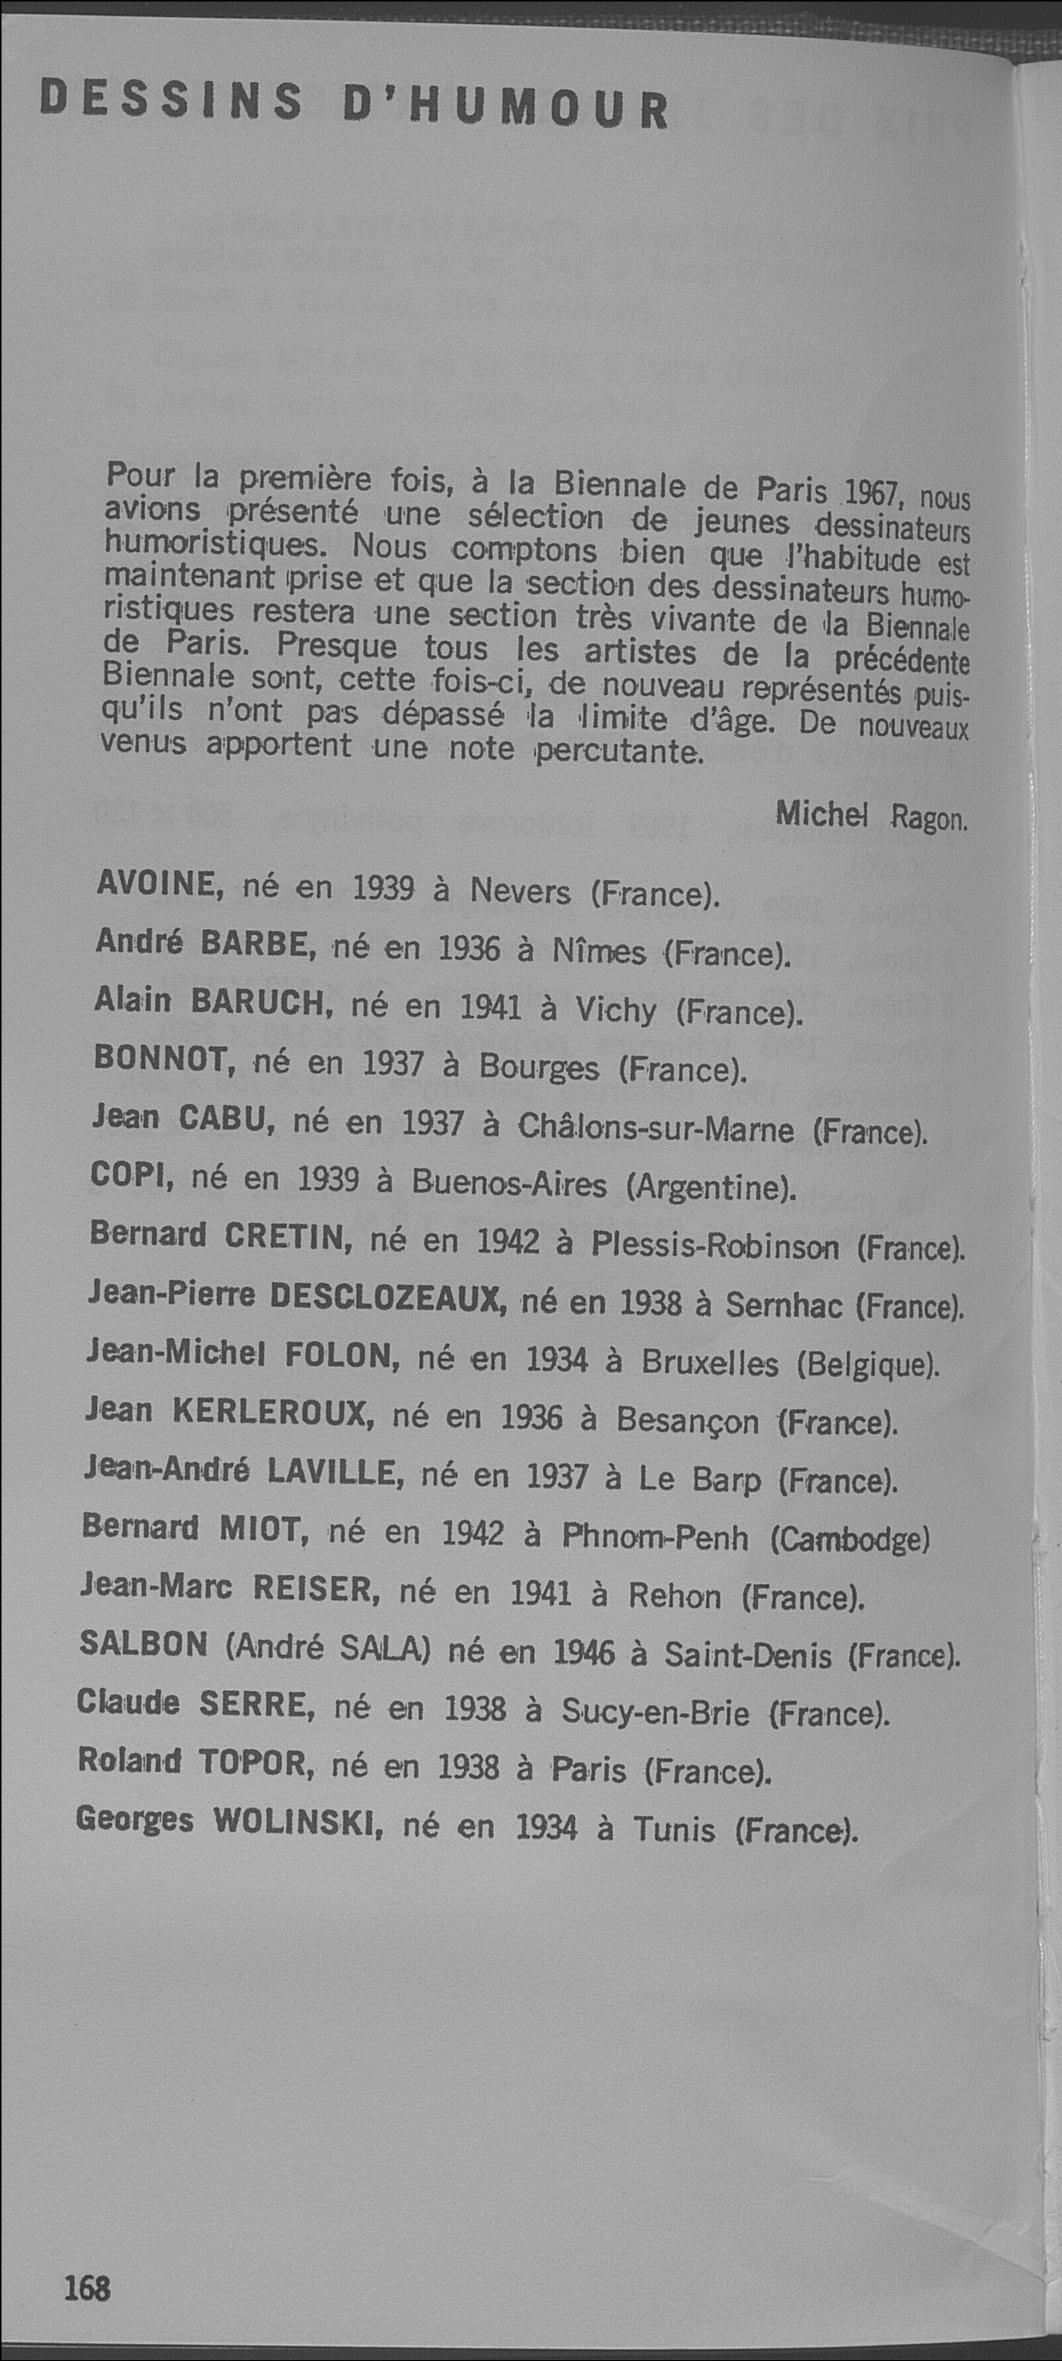 DESSINS D'HUMOUR
Pour la première fois, à la Biennale de Paris 1967, nous
avions présenté une sélection de jeunes dessinateurs
humoristiques. Nous comptons bien que l'habitude est
maintenant prise et que la section des dessinateurs humo-
ristiques restera une section très vivante de la Biennale
de Paris. Presque tous les artistes de la précédente
Biennale sont, cette fois-ci, de nouveau représentés puis-
qu'ils n'ont pas dépassé la limite d'âge. De nouveaux
venus apportent une note percutante.
Michel Ragon.
AVOINE, né en 1939 à Nevers (France).
André BARBE, né en 1936 à Nîmes (France).
Alain BARUCH, né en 1941 à Vichy (France).
BONNOT, né en 1937 à Bourges (France).
Jean CABU, né en 1937 à Châlons-sur-Marne (France).
COPI, né en 1939 à Buenos-Aires (Argentine).
Bernard CRETIN, né en 1942 à Plessis-Robinson (France).
Jean-Pierre DESCLOZEAUX, né en 1938 à Sernhac (France).
Jean-Michel FOLON, né en 1934 à Bruxelles (Belgique).
Jean KERLEROUX, né en 1936 à Besançon (France).
Jean-André LAVILLE, né en 1937 à Le Barp (France).
Bernard MIOT, né en 1942 à Phnom-Penh (Cambodge)
Jean-Marc REISER, né en 1941 à Rehon (France).
SALBON (André SALA) né en 1946 à Saint-Denis (France).
Claude SERRE, né en 1938 à Sucy-en-Brie (France).
Roland TOPOR, né en 1938 à Paris (France).
Georges WOLINSKI, né en 1934 à Tunis (France).
168